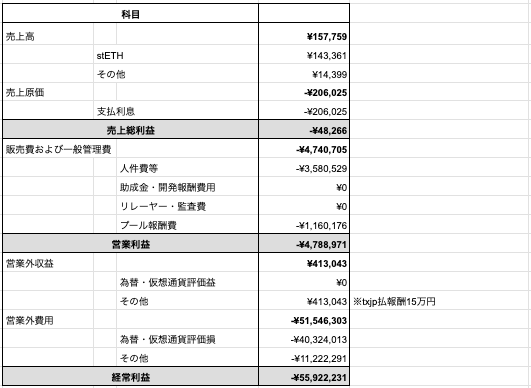 科目
売上高 ¥157,759
stETH ¥143,361
その他 ¥14,399
売上原価 -¥206,025
支払利息 -¥206,025
売上総利益 -¥48,266
販売費および一般管理費 -¥4,740,705
人件費等 -¥3,580,529
助成金・開発報酬費用 ¥0
リレーヤー・監査費 ¥0
プール報酬費 -¥1,160,176
営業利益 -¥4,788,971
営業外収益 ¥413,043
為替・仮想通貨評価益 ¥0
その他 ¥413,043 ※txjp払報酬15万円
営業外費用 -¥51,546,303
為替・仮想通貨評価損 -¥40,324,013
その他 -¥11,222,291
経常利益 -¥55,922,231